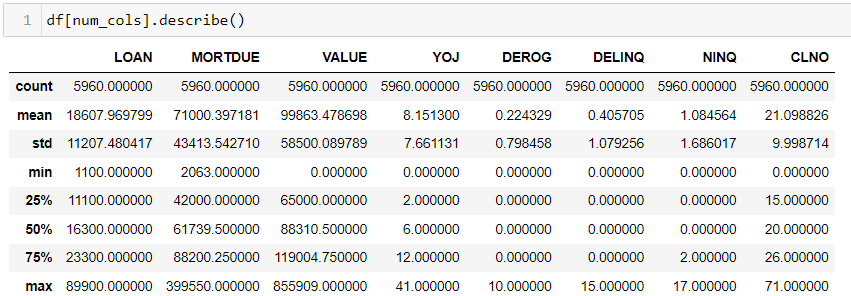 1 df[num_cols].describe()
LOAN MORTDUE VALUE YOJ DEROG DELINQ NINQ CLNO
count 5960.000000 5960.000000 5960.000000 5960.000000 5960.000000 5960.000000 5960.000000 5960.000000
mean 18607.969799 71000.397181 99863.478698 8.151300 0.224329 0.405705 1.084564 21.098826
std 11207.480417 43413.542710 58500.089789 7.661131 0.798458 1.079256 1.686017 9.998714
min 1100.000000 2063.000000 0.000000 0.000000 0.000000 0.000000 0.000000 0.000000
25% 11100.000000 42000.000000 65000.000000 2.000000 0.000000 0.000000 0.000000 15.000000
50% 16300.000000 61739.500000 88310.500000 6.000000 0.000000 0.000000 0.000000 20.000000
75% 23300.000000 88200.250000 119004.750000 12.000000 0.000000 0.000000 2.000000 26.000000
max 89900.000000 399550.000000 855909.000000 41.000000 10.000000 15.000000 17.000000 71.000000